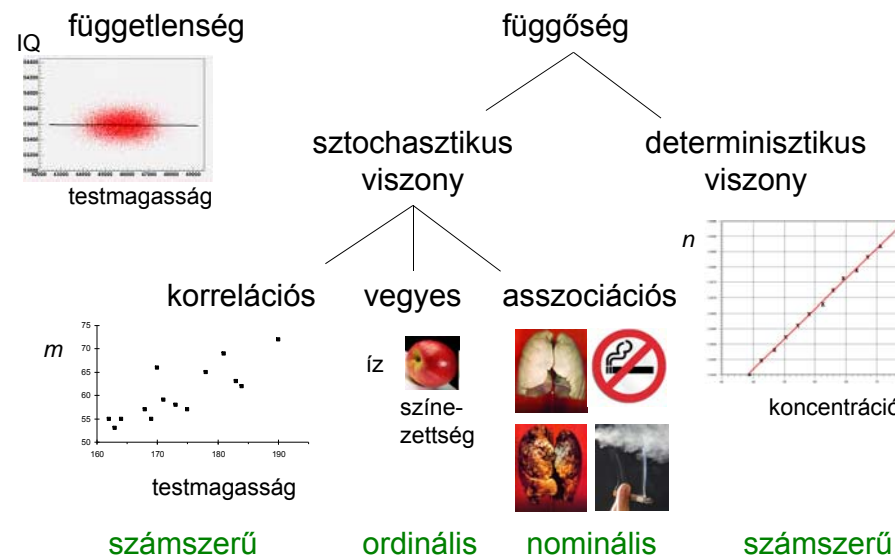 függetlenség
függőség
IQ
testmagasság
sztochasztikus
viszony
determinisztikus
viszony
korrelációs
vegyes
asszociációs
n
m
75
70
65
60
55
50
160
170
180
190
testmagasság
íz
színe-
zettség
koncentráció
számszerű
ordinális
nominális
számszerű